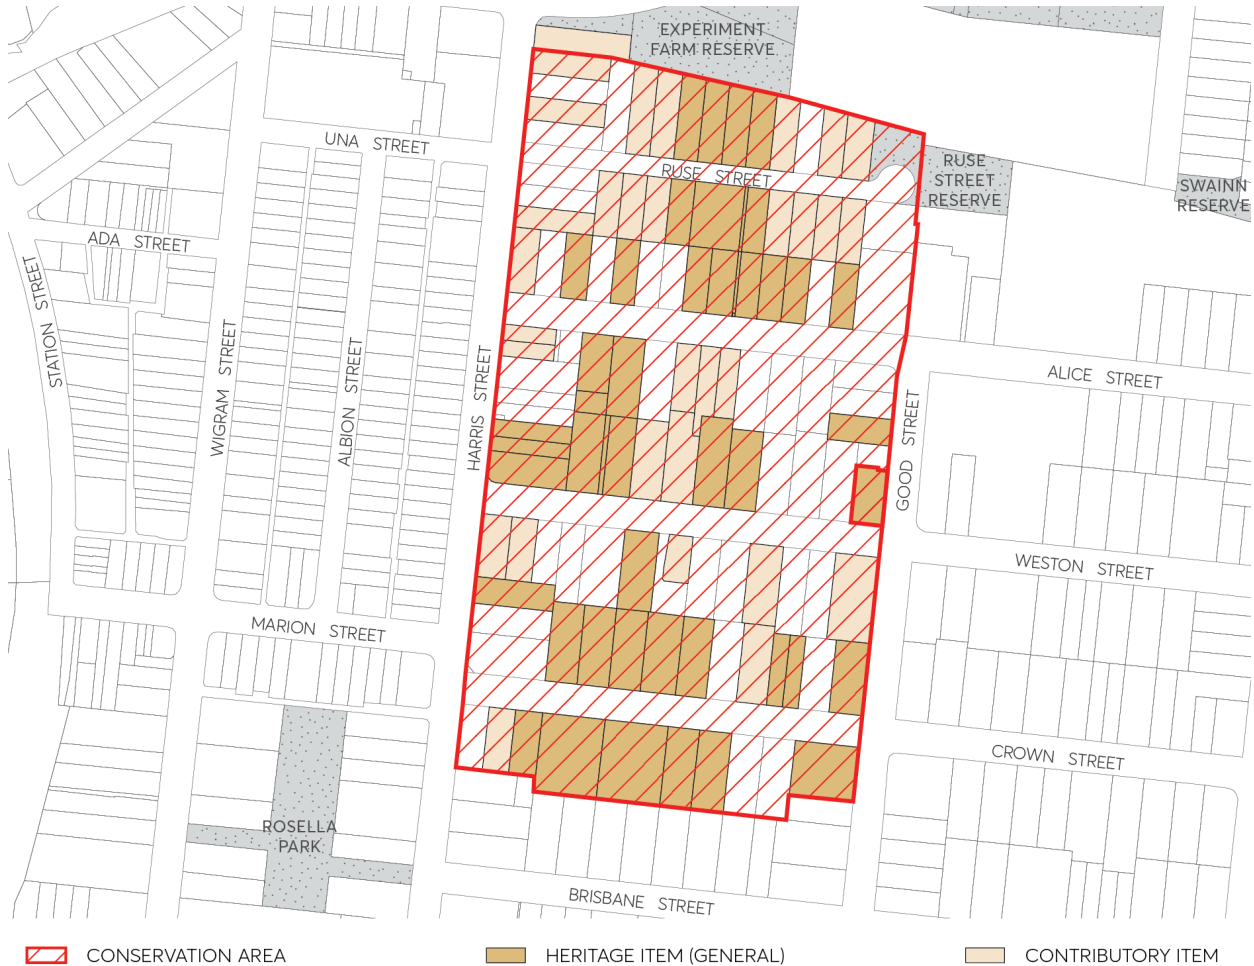 EXPERIMENT
FARM RESERVE
UNA STREET
RUSE STREET
RUSE
STREET
RESERVE
SWAINN
RESERVE
ADA STREET
STATION STREET
WIGRAM STREET
ALBION STREET
HARRIS STREET
ALICE STREET
GOOD STREET
WESTON STREET
MARION STREET
CROWN STREET
ROSELLA
PARK
BRISBANE STREET
CONSERVATION AREA
HERITAGE ITEM (GENERAL)
CONTRIBUTORY ITEM